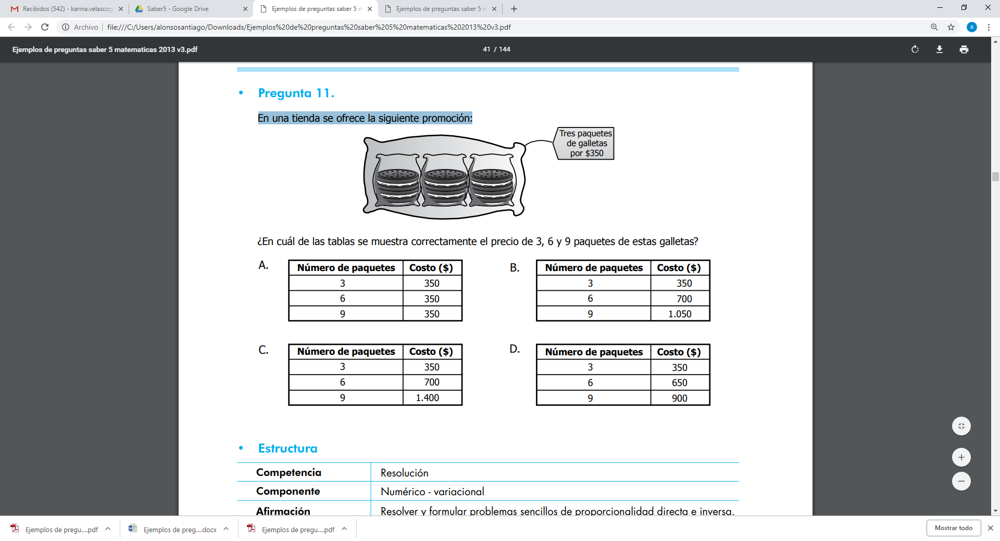 Recibidos (542) - karina.velascog
Saber5 - Google Drive
Ejemplos de preguntas saber 5 m
Ejemplos de preguntas saber 5 m
Archivo
file:///C:/Users/alonsosantiago/Downloads/Ejemplos%20de%20preguntas%20saber%205%20matematicas%202013%20v3.pdf
a
Ejemplos de preguntas saber 5 matematicas 2013 v3.pdf
41 / 144
• Pregunta 11.
En una tienda se ofrece la siguiente promoción:
Tres paquetes
de galletas
por $350
¿En cuál de las tablas se muestra correctamente el precio de 3, 6 y 9 paquetes de estas galletas?
A.
Número de paquetes Costo ($)
3 350
6 350
9 350
B.
Número de paquetes Costo ($)
3 350
6 700
9 1.050
C.
Número de paquetes Costo ($)
3 350
6 700
9 1.400
D.
Número de paquetes Costo ($)
3 350
6 650
9 900
• Estructura
Competencia Resolución
Componente Numérico - variacional
Afirmación Resolver y formular problemas sencillos de proporcionalidad directa e inversa.
Ejemplos de pregu....pdf
Ejemplos de preg....docx
Ejemplos de pregu....pdf
Mostrar todo